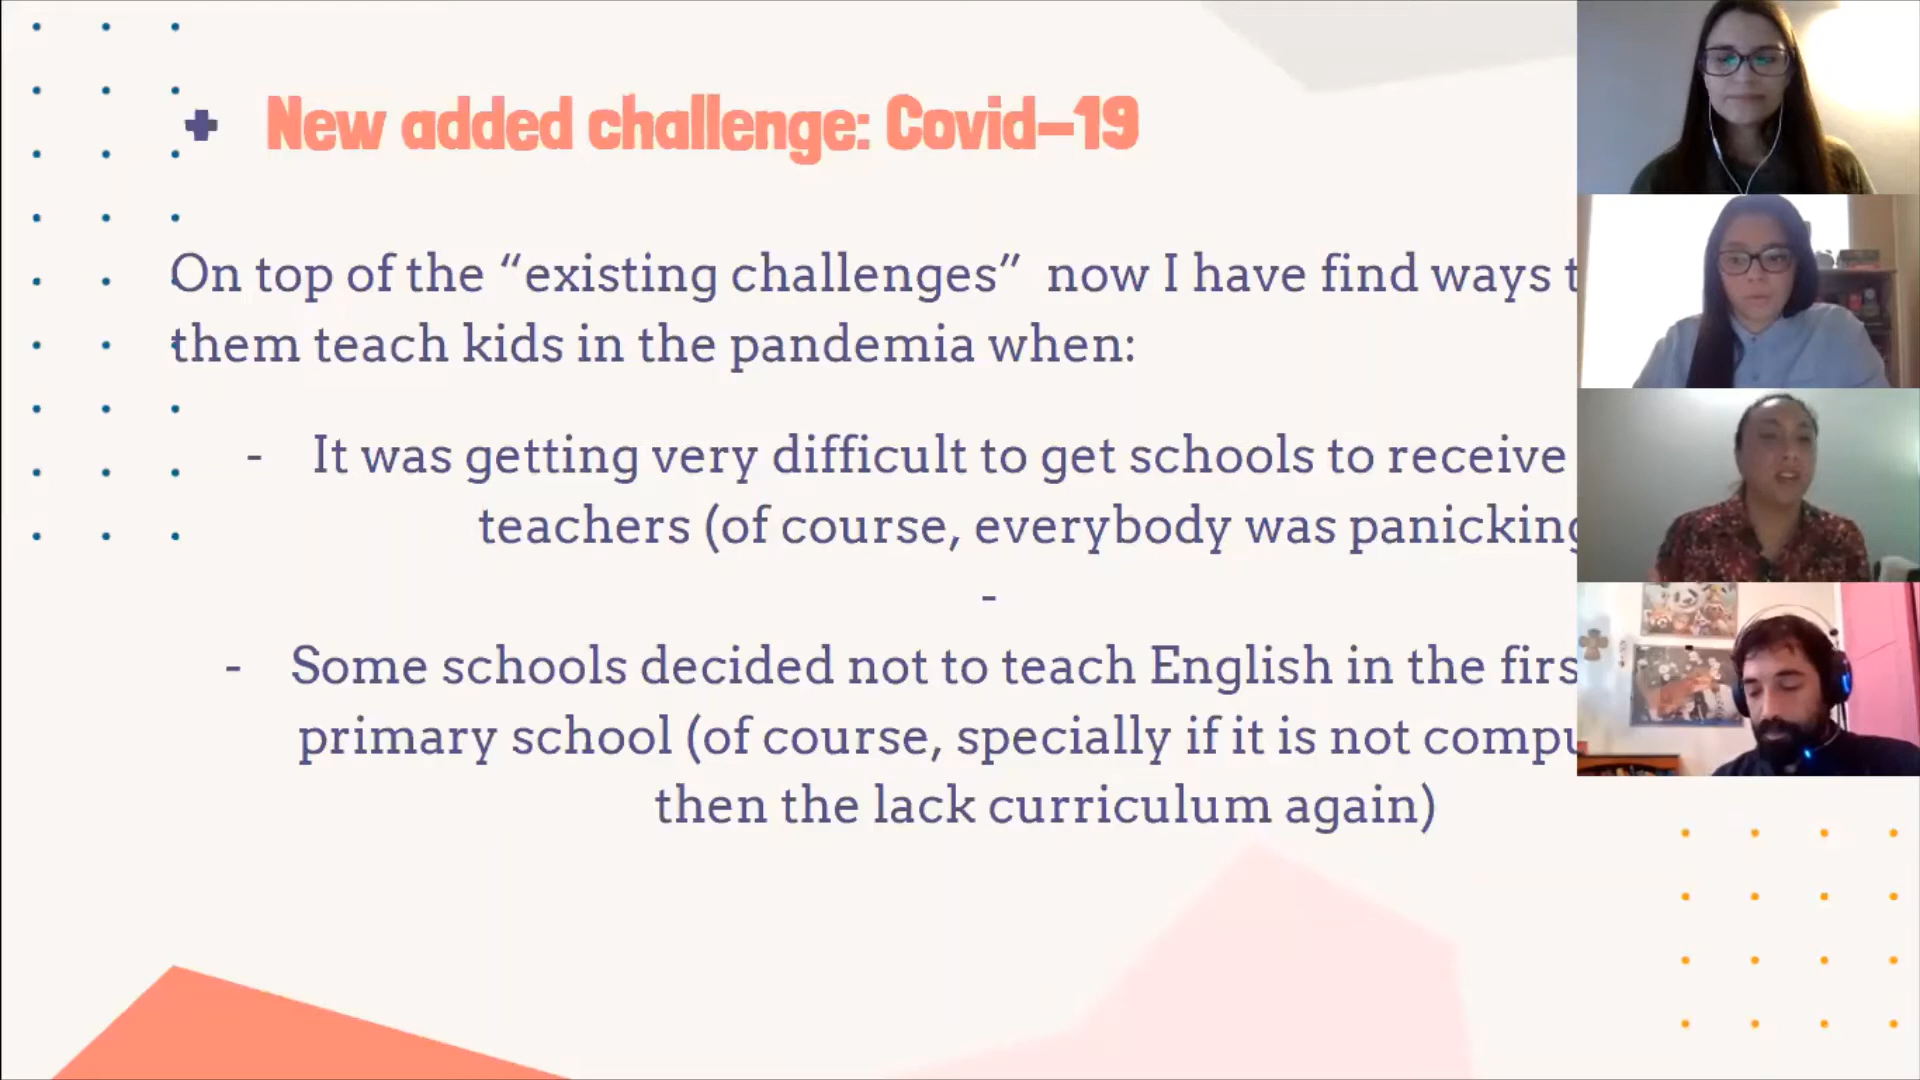 + New added challenge: Covid-19
On top of the “existing challenges” now I have find ways
them teach kids in the pandemic when:
- It was getting very difficult to get schools to receive
teachers (of course, everybody was panicking
-
- Some schools decided not to teach English in the
primary school (of course, specially if it is not
then the lack curriculum again)